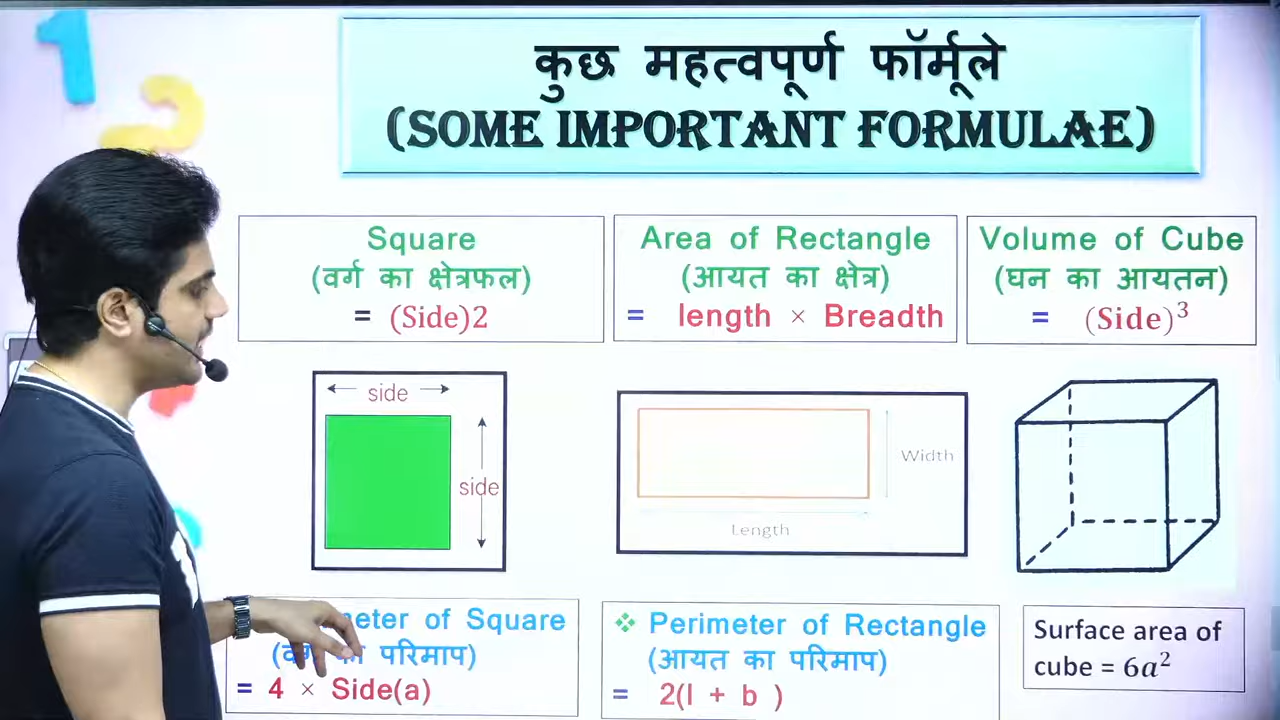 1
2
कुछ महत्वपूर्ण फॉर्मूले
(SOME IMPORTANT FORMULAE)
Square
(वर्ग का क्षेत्रफल)
= (Side)2
Area of Rectangle
(आयत का क्षेत्र)
= length × Breadth
Volume of Cube
(घन का आयतन)
= (Side)³
side
side
Width
Length
of Square
का परिमाप)
= 4 × Side(a)
❖ Perimeter of Rectangle
(आयत का परिमाप)
= 2(l + b )
Surface area of
cube = 6𝑎²